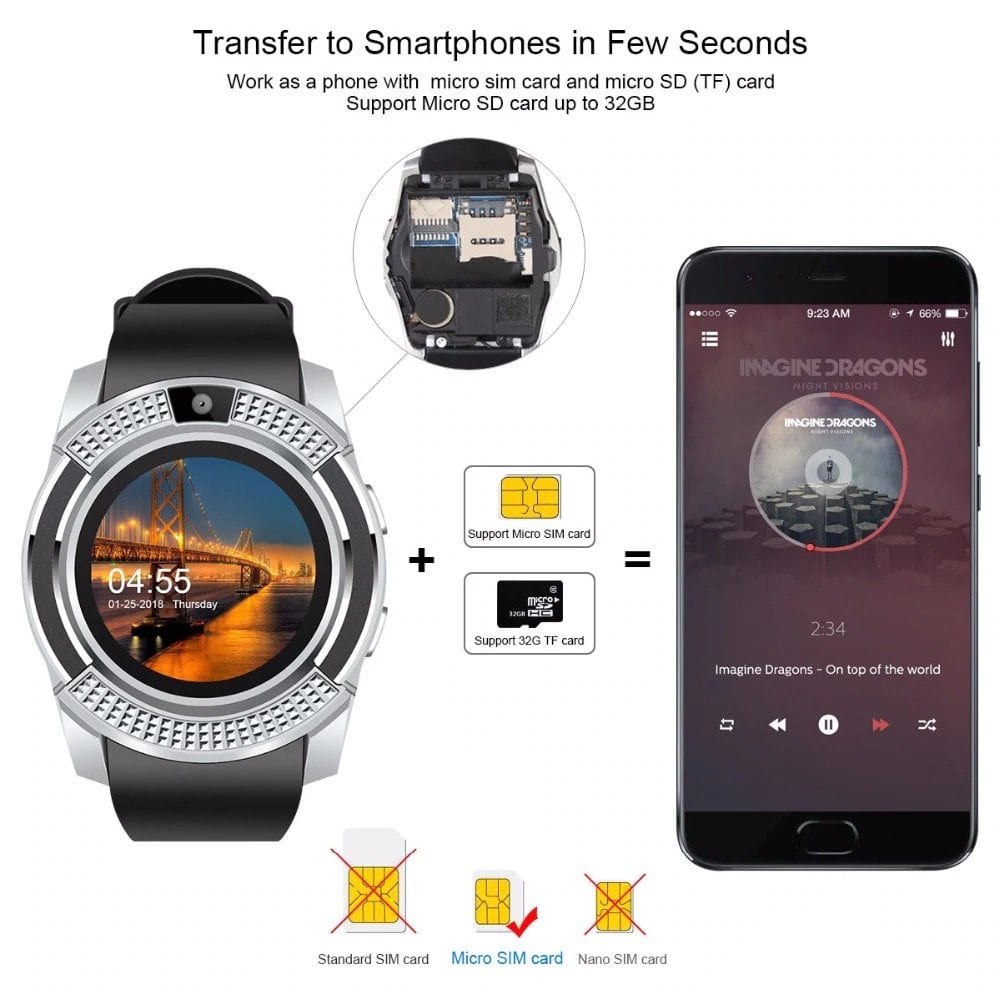 Transfer to Smartphones in Few Seconds
Work as a phone with micro sim card and micro SD (TF) card
Support Micro SD card up to 32GB
9:23 AM
66%
IMAGINE DRAGONS
NIGHT VISIONS
IMAGINE DRAGONS
NIGHT VISIONS
04:55
01-25-2018 Thursday
+
Support Micro SIM card
=
micro
SD
HC
32GB
Support 32G TF card
2:34
Imagine Dragons - On top of the world
Standard SIM card
Micro SIM card
Nano SIM card